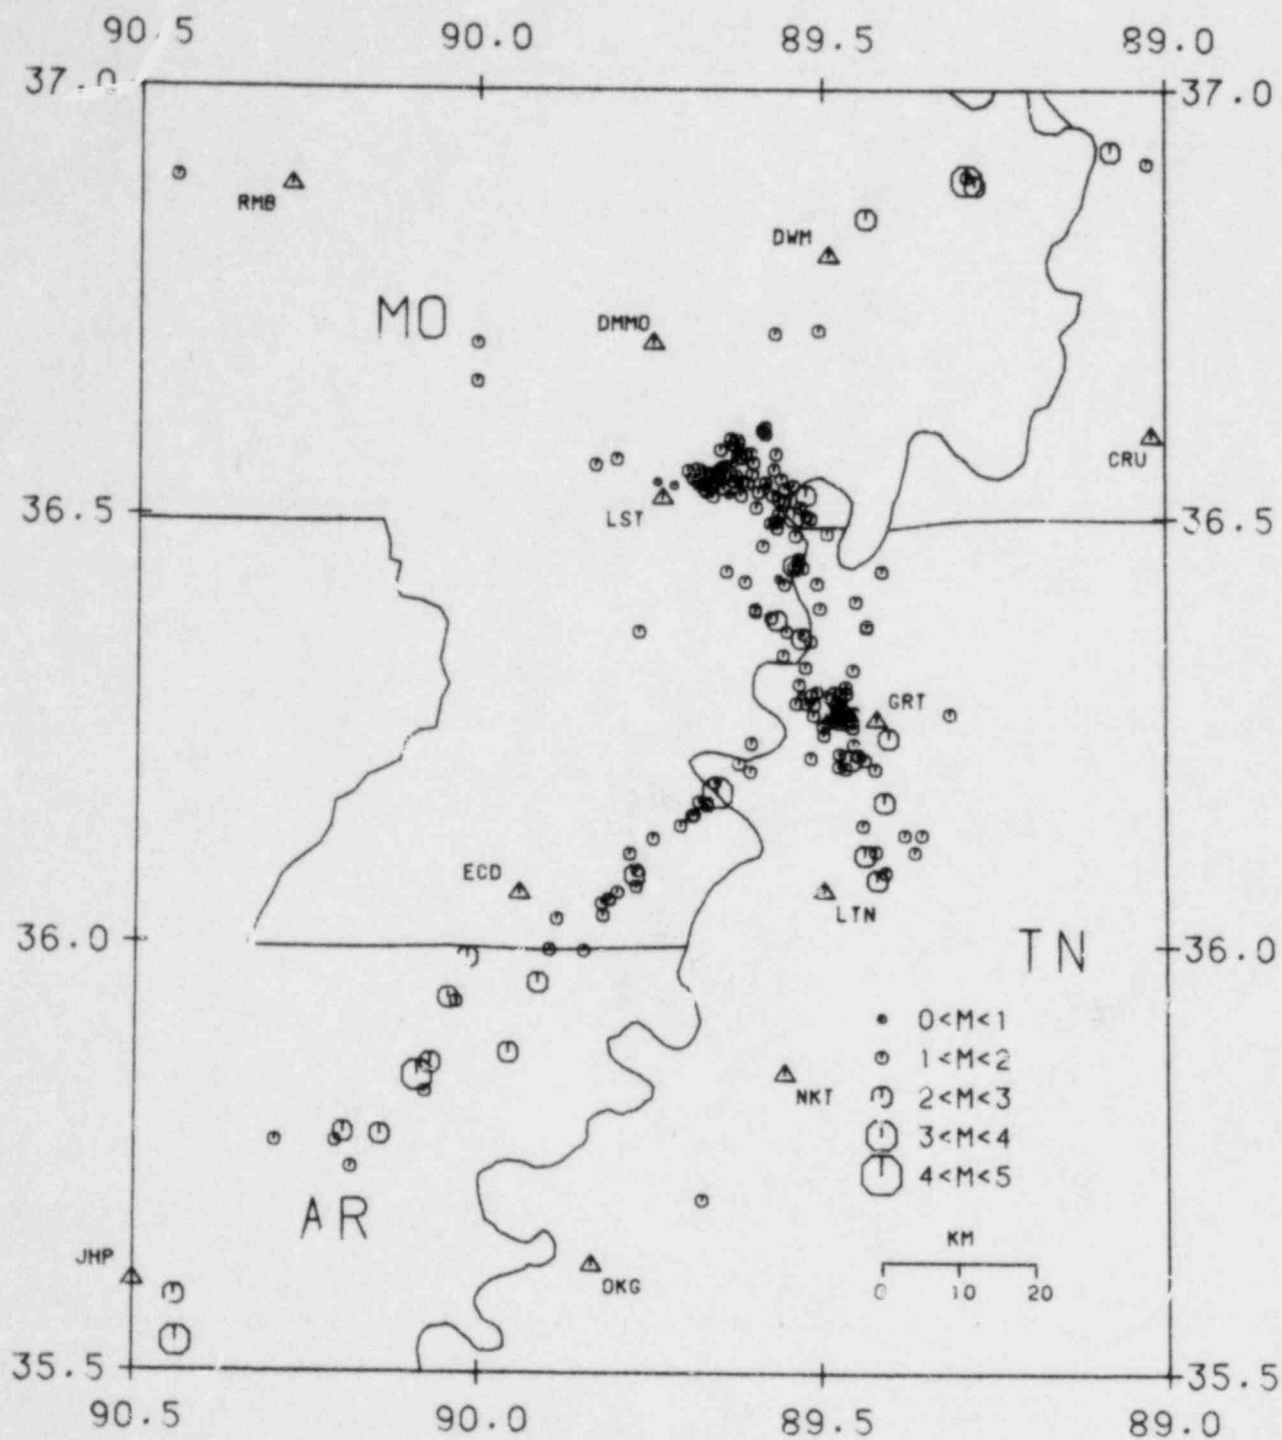 90.5 90.0 89.5 89.0
37.0 37.0
RMB
DWM
MO
DMMO
CRU
36.5 36.5
LST
GRT
ECD
LTN
36.0 36.0
TN
0<M<1
1<M<2
2<M<3
3<M<4
4<M<5
NKT
AR
KM
0 10 20
JHP
OKG
35.5 35.5
90.5 90.0 89.5 89.0